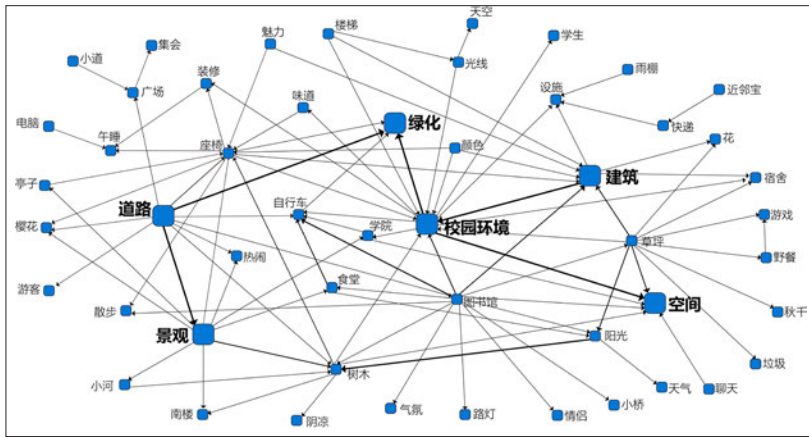 天空
魅力
楼梯
学生
集会
小道
装修
光线
雨棚
设施
近邻宝
广场
味道
绿化
电脑
午睡
颜色
快递
花
座椅
亭子
建筑
宿舍
道路
自行车
校园环境
樱花
学院
游戏
草坪
热闹
野餐
游客
食堂
图书馆
空间
散步
秋千
景观
阳光
树木
垃圾
小河
天气
聊天
南楼
阴凉
气氛
路灯
情侣
小桥